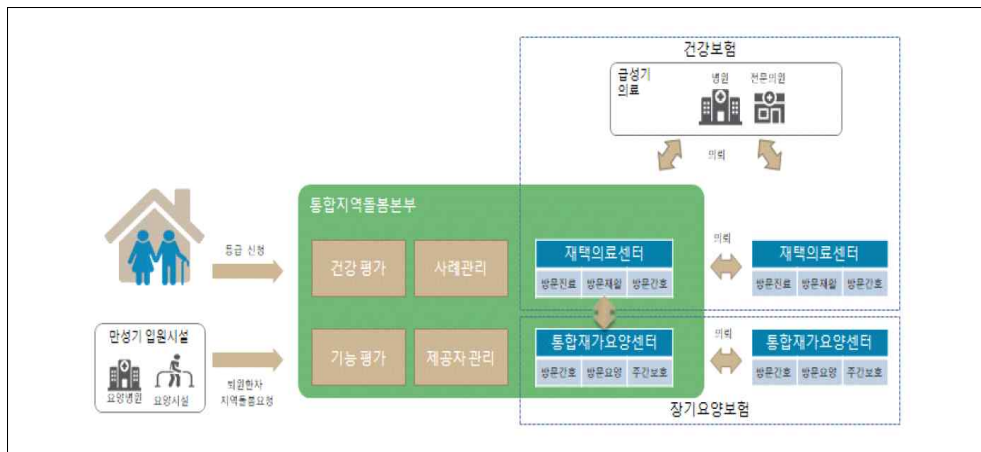 건강보험
급성기
의료
병원
전문의원
의뢰
통합지역돌봄본부
등급 신청
건강 평가
사례관리
재택의료센터
방문진료 방문재활 방문간호
의뢰
재택의료센터
방문진료 방문재활 방문간호
만성기 입원시설
요양병원
요양시설
퇴원환자
지역돌봄요청
기능 평가
제공자 관리
통합재가요양센터
방문간호 방문요양 주간보호
의뢰
통합재가요양센터
방문간호 방문요양 주간보호
장기요양보험